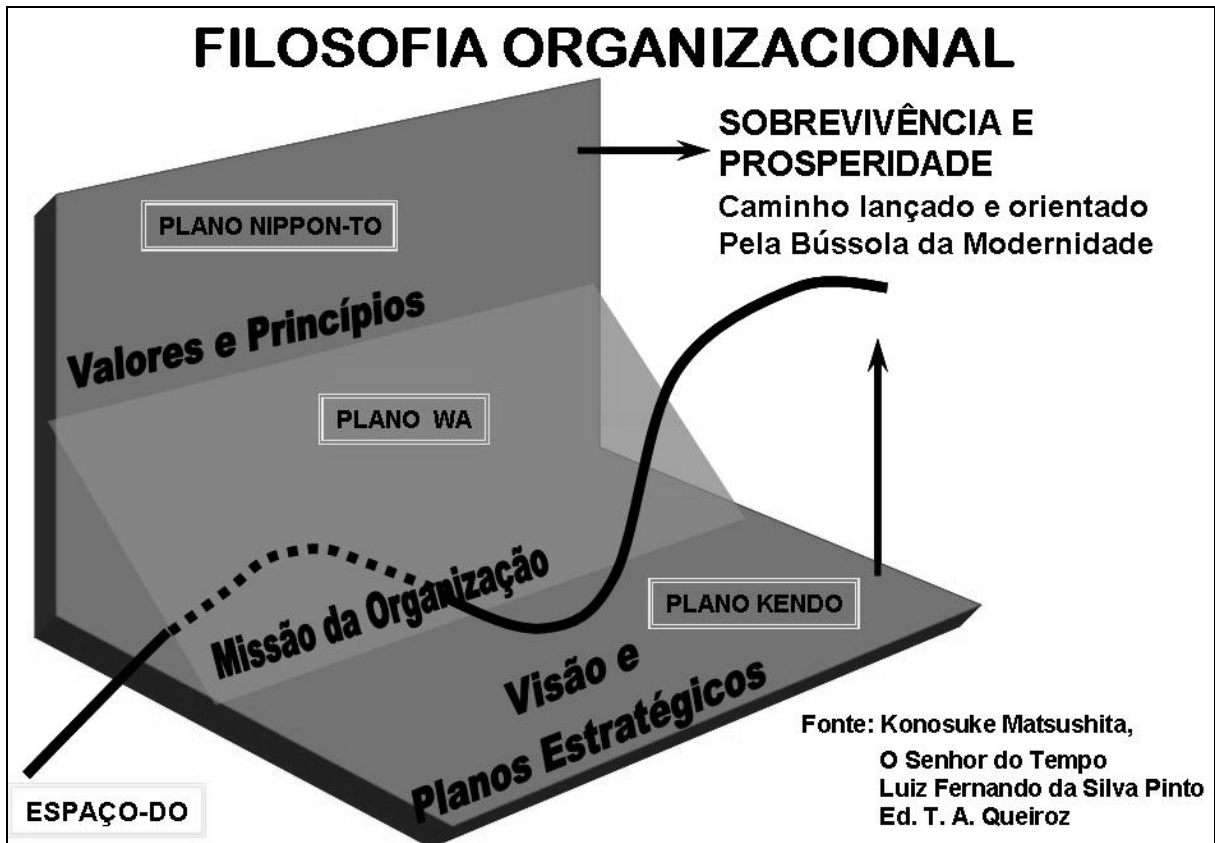 FILOSOFIA ORGANIZACIONAL
SOBREVIVÊNCIA E
PROSPERIDADE
Caminho lançado e orientado
Pela Bússola da Modernidade
PLANO NIPPON-TO
Valores e Princípios
PLANO WA
Missão da Organização
PLANO KENDO
Visão e
Planos Estratégicos
ESPAÇO-DO
Fonte: Konosuke Matsushita,
O Senhor do Tempo
Luiz Fernando da Silva Pinto
Ed. T. A. Queiroz